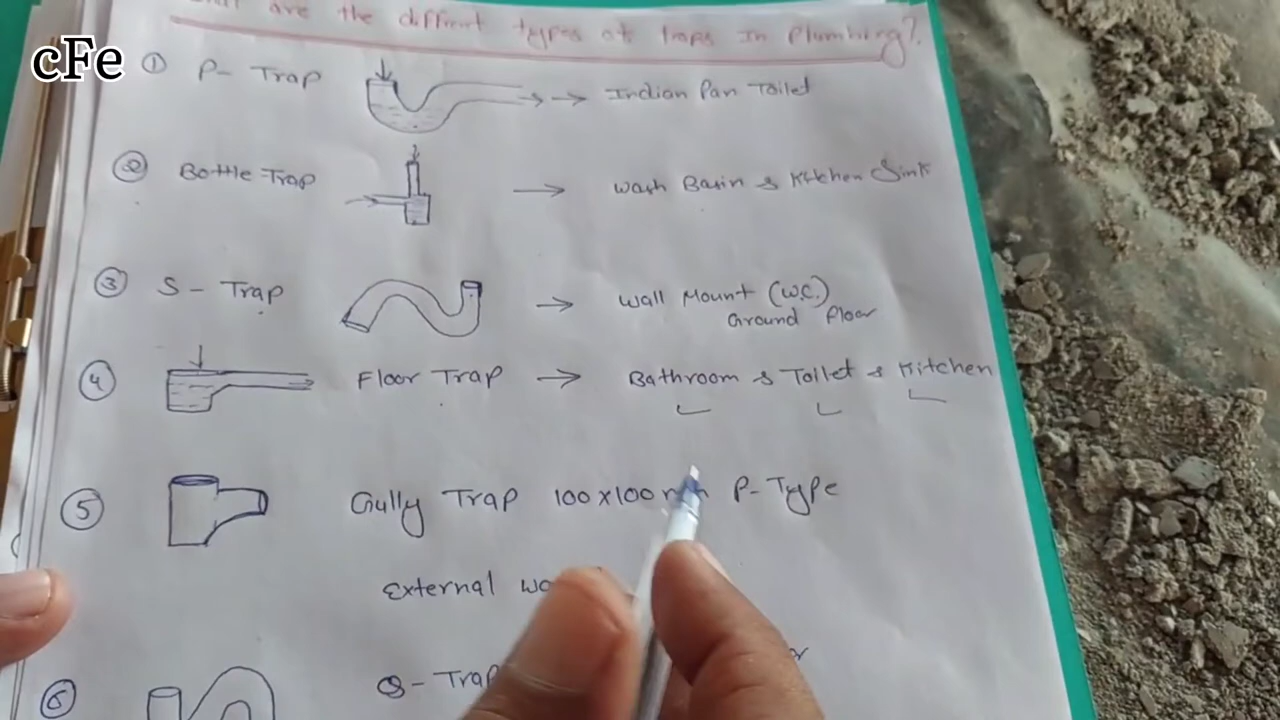 are the different types of traps in Plumbing?
cFe
① P- Trap → → Indian Pan Toilet
② Bottle Trap → Wash Basin & Kitchen Sink
③ S - Trap → Wall Mount (W.C.)
Ground Floor
④ Floor Trap → Bathroom & Toilet & Kitchen
⑤ Gully Trap 100x100 P-Type
External
⑥ Q-Trap